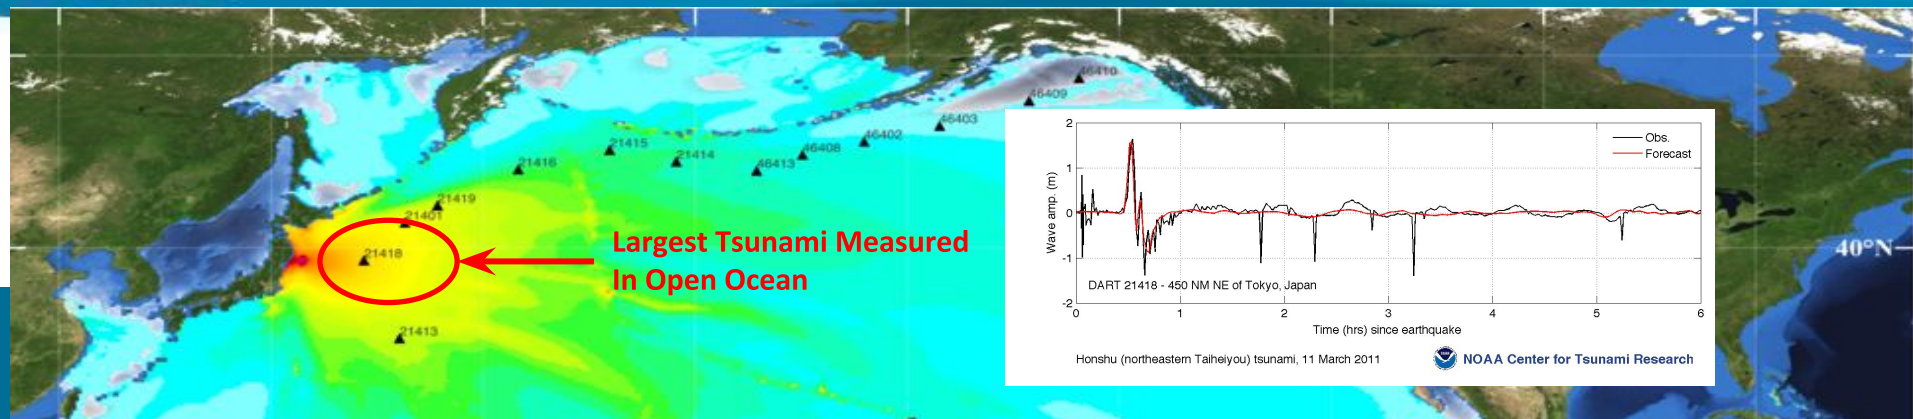 46410
46409
46403
46402
46408
46413
21415
21414
21416
21419
21401
21418
21413
Largest Tsunami Measured
In Open Ocean
40°N
2
1
0
-1
-2
Wave amp. (m)
Obs.
Forecast
DART 21418 - 450 NM NE of Tokyo, Japan
0 1 2 3 4 5 6
Time (hrs) since earthquake
Honshu (northeastern Taiheiyou) tsunami, 11 March 2011
NOAA Center for Tsunami Research